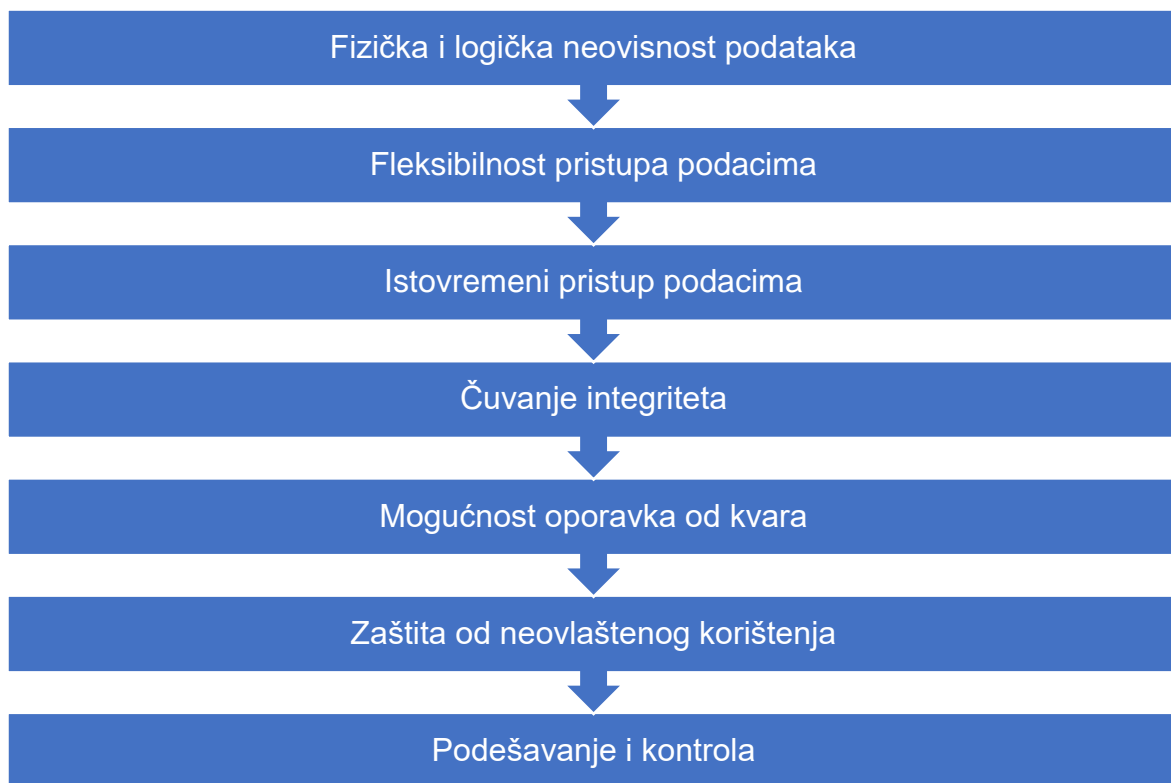 Fizička i logička neovisnost podataka
Fleksibilnost pristupa podacima
Istovremeni pristup podacima
Čuvanje integriteta
Mogućnost oporavka od kvara
Zaštita od neovlaštenog korištenja
Podešavanje i kontrola